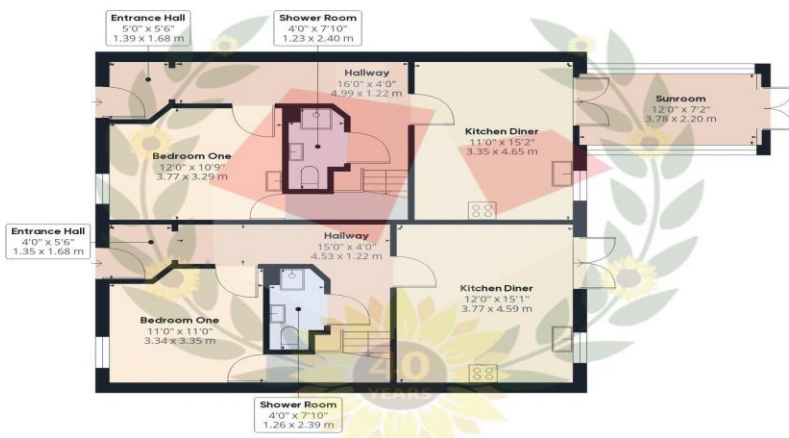 Entrance Hall
5'0" x 5'6"
1.39 x 1.68 m
Shower Room
4'0" x 7'10"
1.23 x 2.40 m
Hallway
16'0" x 4'0"
4.99 x 1.22 m
Sunroom
12'0" x 7'2"
3.78 x 2.20 m
Kitchen Diner
11'0" x 15'2"
3.35 x 4.65 m
Bedroom One
12'0" x 10'9"
3.77 x 3.29 m
Entrance Hall
4'0" x 5'6"
1.35 x 1.68 m
Hallway
15'0" x 4'0"
4.53 x 1.22 m
Kitchen Diner
12'0" x 15'1"
3.77 x 4.59 m
Bedroom One
11'0" x 11'0"
3.34 x 3.35 m
40
YEARS
Shower Room
4'0" x 7'10"
1.26 x 2.39 m